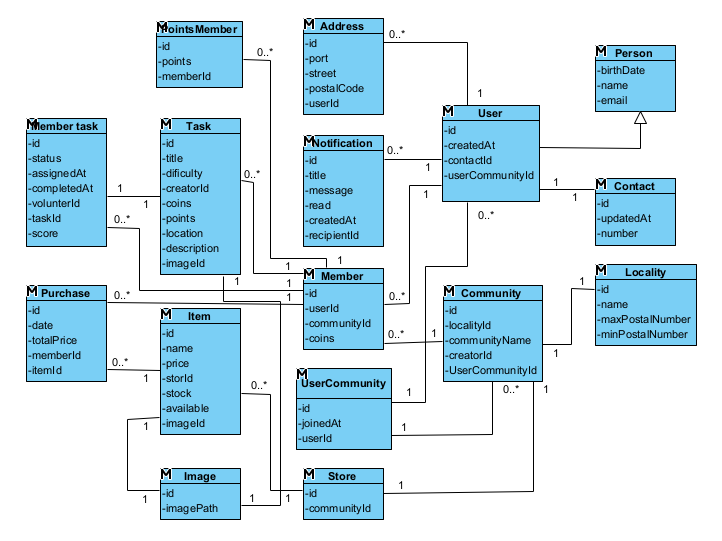 PointsMember
-id
-points
-memberId
0..*
Address
-id
-port
-street
-postalCode
-userId
0..*
1
Person
-birthDate
-name
-email
Member task
-id
-status
-assignedAt
-completedAt
-volunterId
-taskId
-score
1
1
0..*
Task
-id
-title
-dificulty
-creatorId
-coins
-points
-location
-description
-imageId
0..*
1
Notification
-id
-title
-message
-read
-createdAt
-recipientId
0..*
1
1
User
-id
-createdAt
-contactId
-userCommunityId
0..*
1
1
Contact
-id
-updatedAt
-number
Purchase
-id
-date
-totalPrice
-memberId
-itemId
0..*
0..*
1
Item
-id
-name
-price
-storId
-stock
-available
-imageId
0..*
1
1
1
1
1
1
Member
-id
-userId
-communityId
-coins
0..*
0..*
1
Community
-id
-localityId
-communityName
-creatorId
-UserCommunityId
1
1
0..*
1
Locality
-id
-name
-maxPostalNumber
-minPostalNumber
UserCommunity
-id
-joinedAt
-userId
1
1
Image
-id
-imagePath
1
1
1
Store
-id
-communityId
1